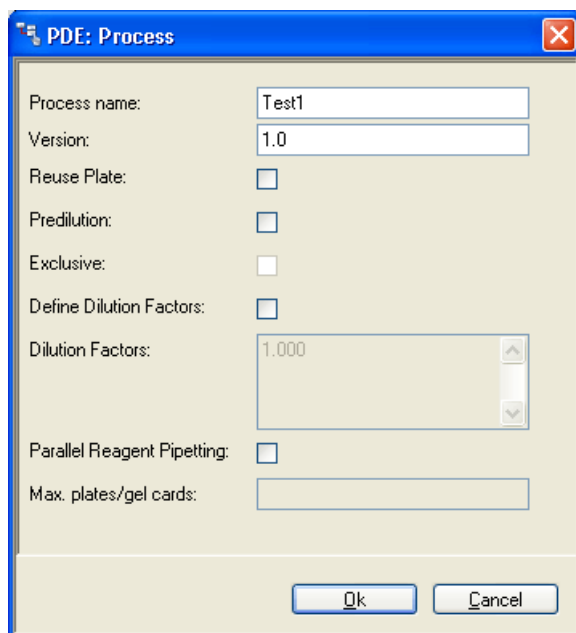 PDE: Process
Process name: Test1
Version: 1.0
Reuse Plate:
Predilution:
Exclusive:
Define Dilution Factors:
Dilution Factors: 1.000
Parallel Reagent Pipetting:
Max. plates/gel cards:
Ok Cancel